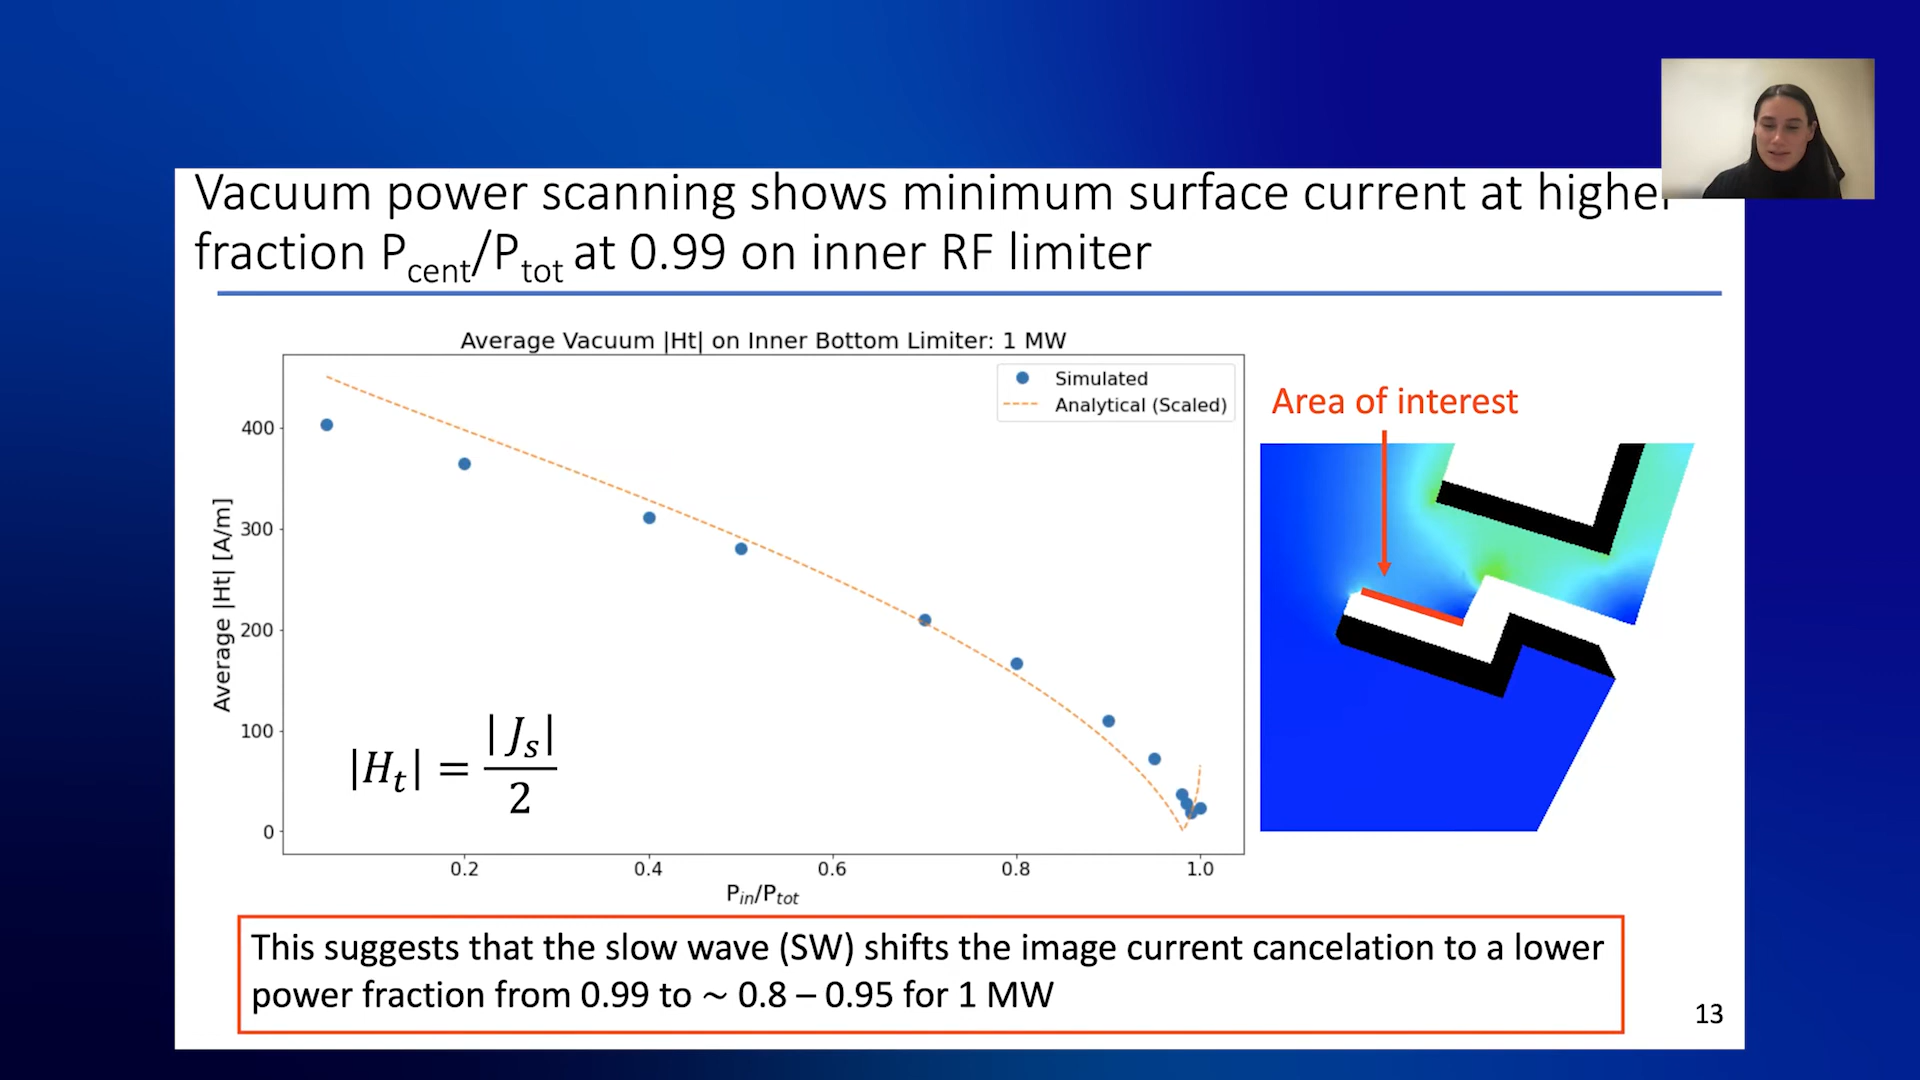 Vacuum power scanning shows minimum surface current at higher
fraction P_cent/P_tot at 0.99 on inner RF limiter
Average Vacuum |Ht| on Inner Bottom Limiter: 1 MW
Simulated
Analytical (Scaled)
Average |Ht| [A/m]
400
300
200
100
0
|H_t| = |J_s| / 2
0.2 0.4 0.6 0.8 1.0
P_in/P_tot
Area of interest
This suggests that the slow wave (SW) shifts the image current cancelation to a lower
power fraction from 0.99 to ~ 0.8 – 0.95 for 1 MW
13